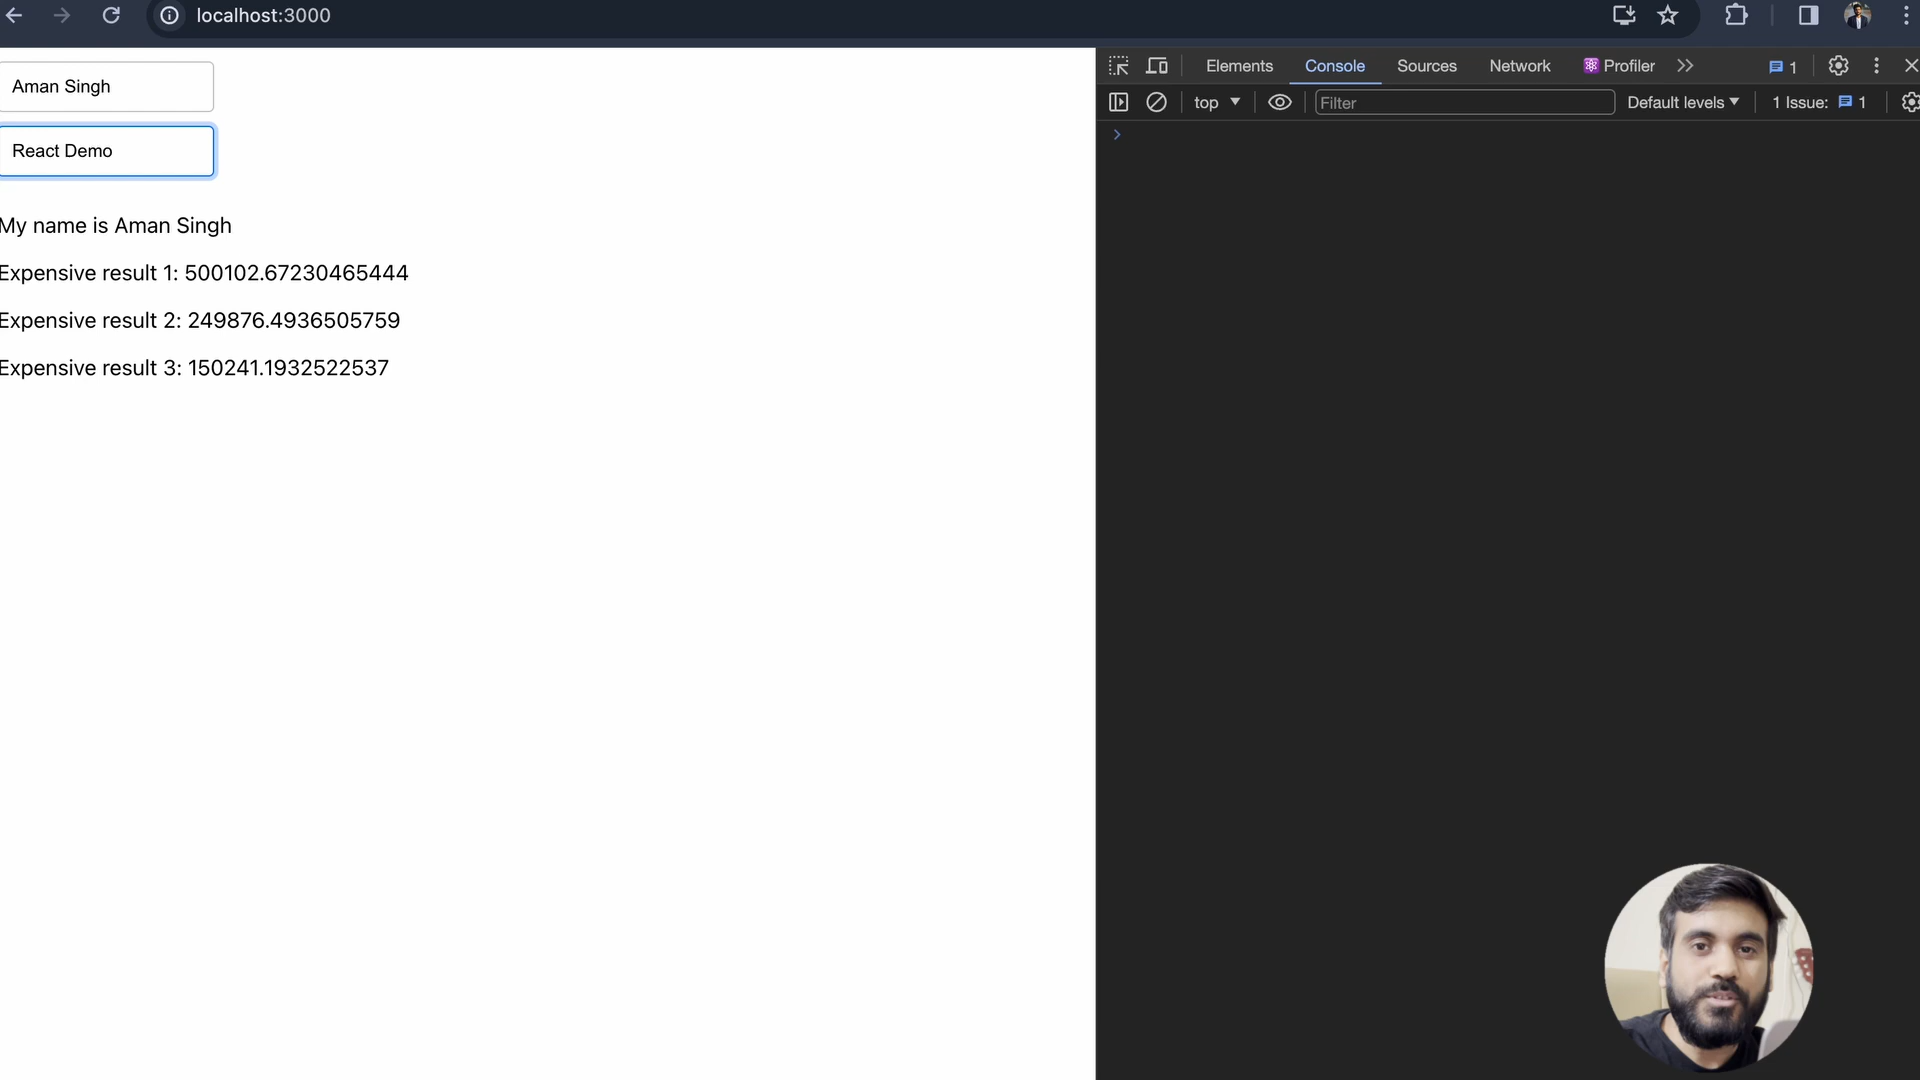 localhost:3000
Aman Singh
React Demo
My name is Aman Singh
Expensive result 1: 500102.67230465444
Expensive result 2: 249876.4936505759
Expensive result 3: 150241.1932522537
Elements Console Sources Network Profiler 1
top Filter Default levels 1 Issue: 1